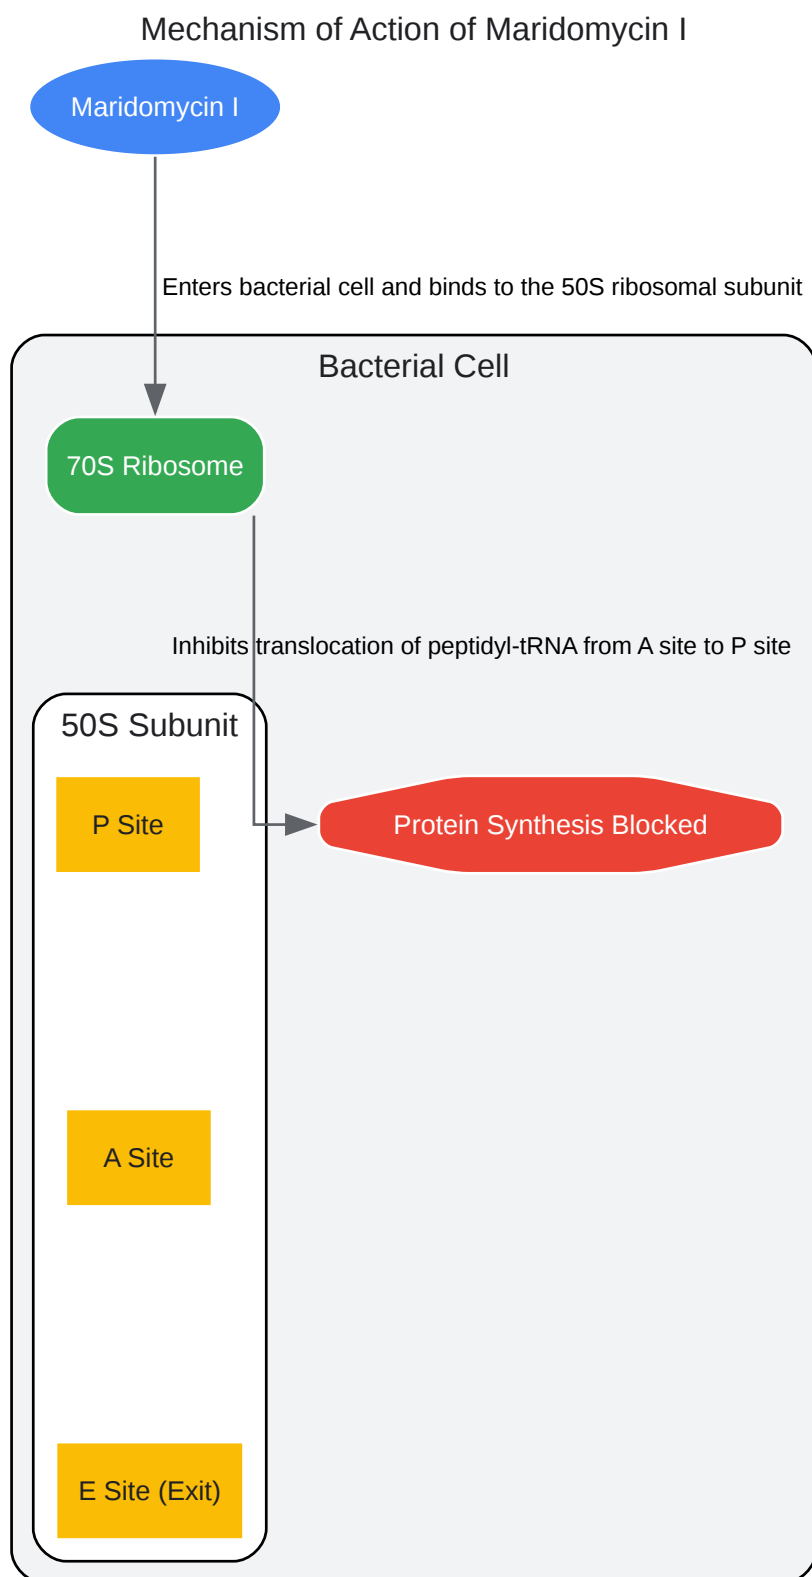 Mechanism of Action of Maridomycin I
Maridomycin I
Enters bacterial cell and binds to the 50S ribosomal subunit
Bacterial Cell
70S Ribosome
Inhibits translocation of peptidyl-tRNA from A site to P site
50S Subunit
P Site
Protein Synthesis Blocked
A Site
E Site (Exit)